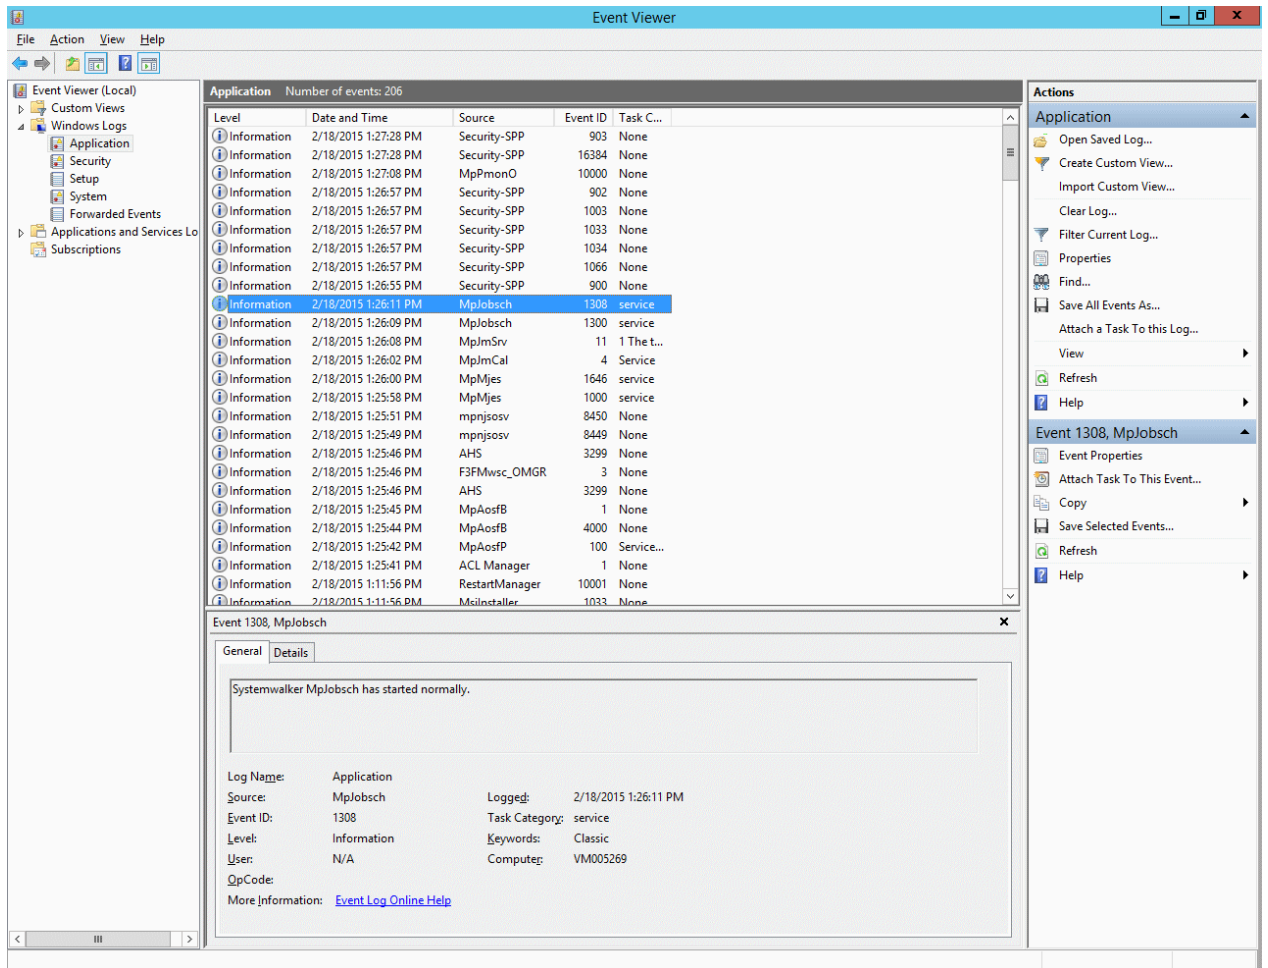 Event Viewer
File Action View Help
Event Viewer (Local)
Custom Views
Windows Logs
Application
Security
Setup
System
Forwarded Events
Applications and Services Lo
Subscriptions
Application Number of events: 206
Level Date and Time Source Event ID Task C...
Information 2/18/2015 1:27:28 PM Security-SPP 903 None
Information 2/18/2015 1:27:28 PM Security-SPP 16384 None
Information 2/18/2015 1:27:08 PM MpPmonO 10000 None
Information 2/18/2015 1:26:57 PM Security-SPP 902 None
Information 2/18/2015 1:26:57 PM Security-SPP 1003 None
Information 2/18/2015 1:26:57 PM Security-SPP 1033 None
Information 2/18/2015 1:26:57 PM Security-SPP 1034 None
Information 2/18/2015 1:26:57 PM Security-SPP 1066 None
Information 2/18/2015 1:26:55 PM Security-SPP 900 None
Information 2/18/2015 1:26:11 PM MpJobsch 1308 service
Information 2/18/2015 1:26:09 PM MpJobsch 1300 service
Information 2/18/2015 1:26:08 PM MpJmSrv 11 1 The t...
Information 2/18/2015 1:26:02 PM MpJmCal 4 Service
Information 2/18/2015 1:26:00 PM MpMjes 1646 service
Information 2/18/2015 1:25:58 PM MpMjes 1000 service
Information 2/18/2015 1:25:51 PM mpnjsosv 8450 None
Information 2/18/2015 1:25:49 PM mpnjsosv 8449 None
Information 2/18/2015 1:25:46 PM AHS 3299 None
Information 2/18/2015 1:25:46 PM F3FMwsc_OMGR 3 None
Information 2/18/2015 1:25:46 PM AHS 3299 None
Information 2/18/2015 1:25:45 PM MpAosfB 1 None
Information 2/18/2015 1:25:44 PM MpAosfB 4000 None
Information 2/18/2015 1:25:42 PM MpAosfP 100 Service...
Information 2/18/2015 1:25:41 PM ACL Manager 1 None
Information 2/18/2015 1:11:56 PM RestartManager 10001 None
Information 2/18/2015 1:11:56 PM MsiInstaller 1033 None
Event 1308, MpJobsch
General Details
Systemwalker MpJobsch has started normally.
Log Name: Application
Source: MpJobsch Logged: 2/18/2015 1:26:11 PM
Event ID: 1308 Task Category: service
Level: Information Keywords: Classic
User: N/A Computer: VM005269
OpCode:
More Information: Event Log Online Help
Actions
Application
Open Saved Log...
Create Custom View...
Import Custom View...
Clear Log...
Filter Current Log...
Properties
Find...
Save All Events As...
Attach a Task To this Log...
View
Refresh
Help
Event 1308, MpJobsch
Event Properties
Attach Task To This Event...
Copy
Save Selected Events...
Refresh
Help